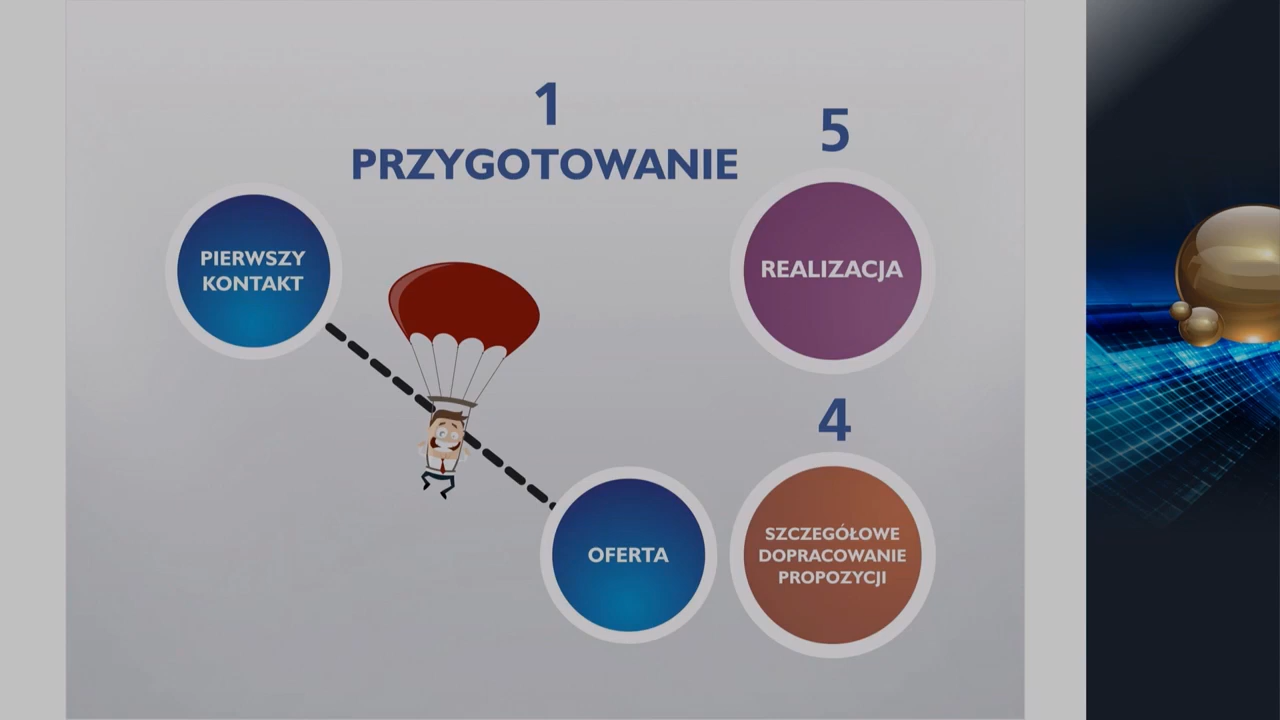 1
PRZYGOTOWANIE
5
PIERWSZY
KONTAKT
REALIZACJA
4
OFERTA
SZCZEGÓŁOWE
DOPRACOWANIE
PROPOZYCJI